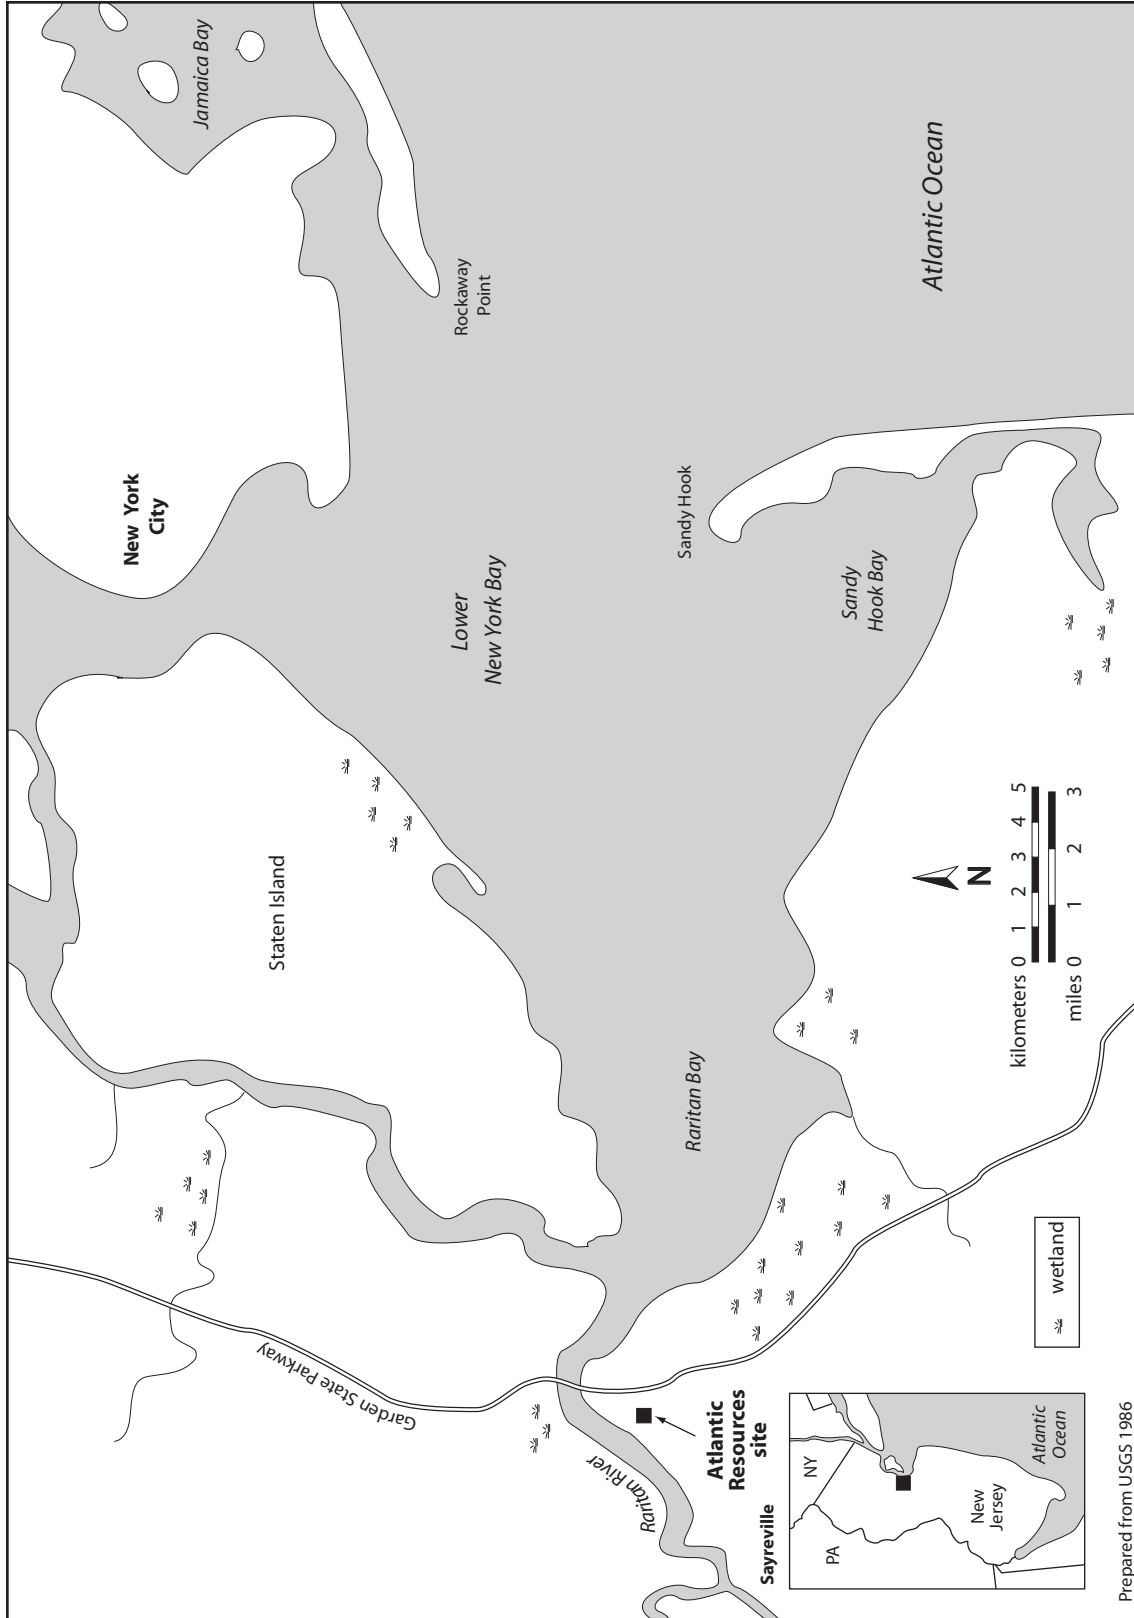 Jamaica Bay
New York
City
Rockaway
Point
Atlantic Ocean
Lower
New York Bay
Sandy Hook
Sandy
Hook Bay
Staten Island
Raritan Bay
Garden State Parkway
Raritan River
Atlantic
Resources
site
Sayreville
N
kilometers 0 1 2 3 4 5
miles 0 1 2 3
wetland
PA
NY
New
Jersey
Atlantic
Ocean
Prepared from USGS 1986